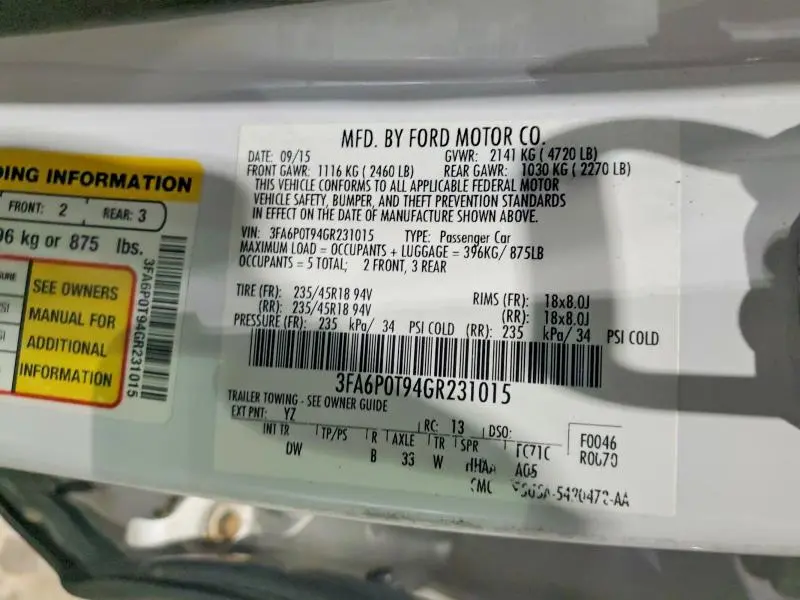 DING INFORMATION
FRONT: 2 REAR: 3
96 kg or 875 lbs.
SEE OWNERS
MANUAL FOR
ADDITIONAL
INFORMATION
3FA6P0T94GR231015
MFD. BY FORD MOTOR CO.
DATE: 09/15 GVWR: 2141 KG ( 4720 LB)
FRONT GAWR: 1116 KG ( 2460 LB) REAR GAWR: 1030 KG ( 2270 LB)
THIS VEHICLE CONFORMS TO ALL APPLICABLE FEDERAL MOTOR
VEHICLE SAFETY, BUMPER, AND THEFT PREVENTION STANDARDS
IN EFFECT ON THE DATE OF MANUFACTURE SHOWN ABOVE.
VIN: 3FA6P0T94GR231015 TYPE: Passenger Car
MAXIMUM LOAD = OCCUPANTS + LUGGAGE = 396KG/ 875LB
OCCUPANTS = 5 TOTAL; 2 FRONT, 3 REAR
TIRE (FR): 235/45R18 94V RIMS (FR): 18x8.0J
(RR): 235/45R18 94V (RR): 18x8.0J
PRESSURE (FR): 235 kPa/ 34 PSI COLD (RR): 235 kPa/ 34 PSI COLD
3FA6P0T94GR231015
TRAILER TOWING - SEE OWNER GUIDE
EXT PNT: YZ RC: 13 DSO: F0046
INT TR TP/PS R AXLE TR SPR
DW B 33 W A05